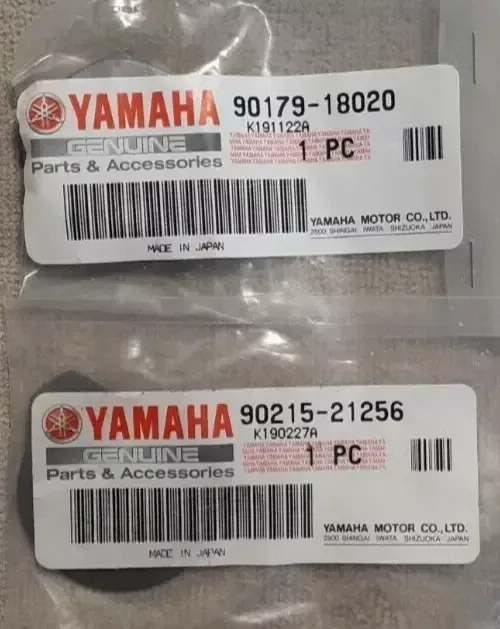 YAMAHA 90179-18020
GENUINE K191122A
Parts & Accessories 1 PC
YAMAHA MOTOR CO.,LTD.
2500 SHINGAI IWATA SHIZUOKA JAPAN
MADE IN JAPAN
YAMAHA 90215-21256
GENUINE K190227A
Parts & Accessories 1 PC
YAMAHA MOTOR CO.,LTD.
2500 SHINGAI IWATA SHIZUOKA JAPAN
MADE IN JAPAN